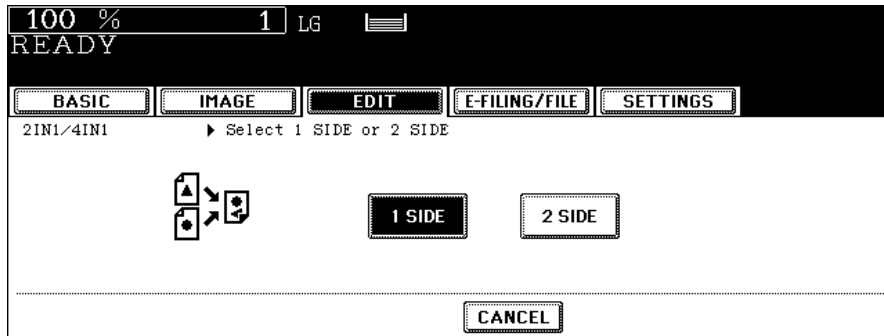 100 % 1 LG
READY
BASIC IMAGE EDIT E-FILING/FILE SETTINGS
2IN1/4IN1 Select 1 SIDE or 2 SIDE
1 SIDE 2 SIDE
CANCEL